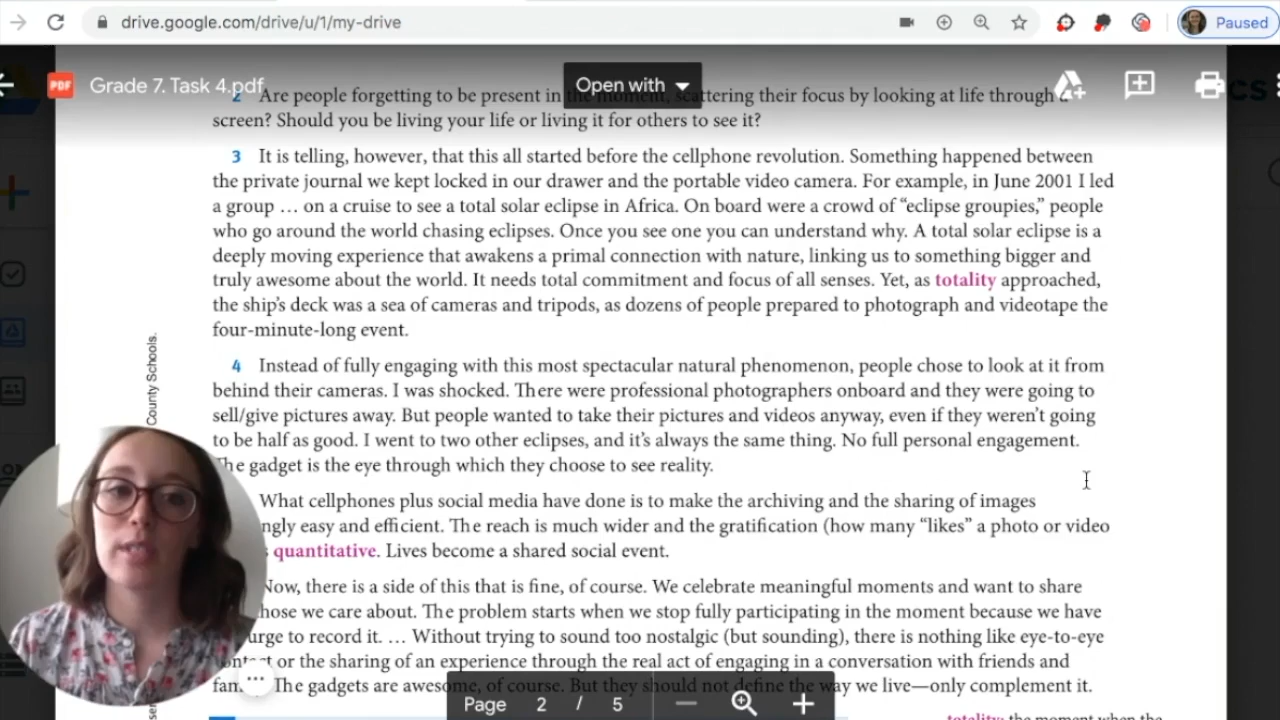 drive.google.com/drive/u/1/my-drive
Paused
PDF
Grade 7. Task 4.pdf
Open with
cs
2 Are people forgetting to be present in the moment, scattering their focus by looking at life through a
screen? Should you be living your life or living it for others to see it?
3 It is telling, however, that this all started before the cellphone revolution. Something happened between
the private journal we kept locked in our drawer and the portable video camera. For example, in June 2001 I led
a group … on a cruise to see a total solar eclipse in Africa. On board were a crowd of “eclipse groupies,” people
who go around the world chasing eclipses. Once you see one you can understand why. A total solar eclipse is a
deeply moving experience that awakens a primal connection with nature, linking us to something bigger and
truly awesome about the world. It needs total commitment and focus of all senses. Yet, as totality approached,
the ship’s deck was a sea of cameras and tripods, as dozens of people prepared to photograph and videotape the
four-minute-long event.
4 Instead of fully engaging with this most spectacular natural phenomenon, people chose to look at it from
behind their cameras. I was shocked. There were professional photographers onboard and they were going to
sell/give pictures away. But people wanted to take their pictures and videos anyway, even if they weren’t going
to be half as good. I went to two other eclipses, and it’s always the same thing. No full personal engagement.
The gadget is the eye through which they choose to see reality.
County Schools.
What cellphones plus social media have done is to make the archiving and the sharing of images
ngly easy and efficient. The reach is much wider and the gratification (how many “likes” a photo or video
quantitative. Lives become a shared social event.
Now, there is a side of this that is fine, of course. We celebrate meaningful moments and want to share
hose we care about. The problem starts when we stop fully participating in the moment because we have
urge to record it. … Without trying to sound too nostalgic (but sounding), there is nothing like eye-to-eye
contact or the sharing of an experience through the real act of engaging in a conversation with friends and
fam The gadgets are awesome, of course. But they should not define the way we live—only complement it.
Page 2 / 5
totality: the moment when the